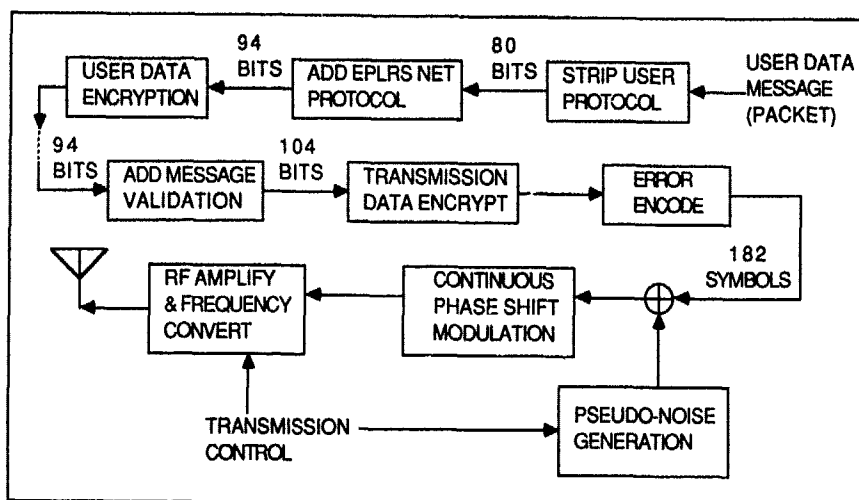 94
BITS
80
BITS
USER DATA
ENCRYPTION
ADD EPLRS NET
PROTOCOL
STRIP USER
PROTOCOL
USER DATA
MESSAGE
(PACKET)
94
BITS
ADD MESSAGE
VALIDATION
104
BITS
TRANSMISSION
DATA ENCRYPT
ERROR
ENCODE
182
SYMBOLS
RF AMPLIFY
& FREQUENCY
CONVERT
CONTINUOUS
PHASE SHIFT
MODULATION
TRANSMISSION
CONTROL
PSEUDO-NOISE
GENERATION